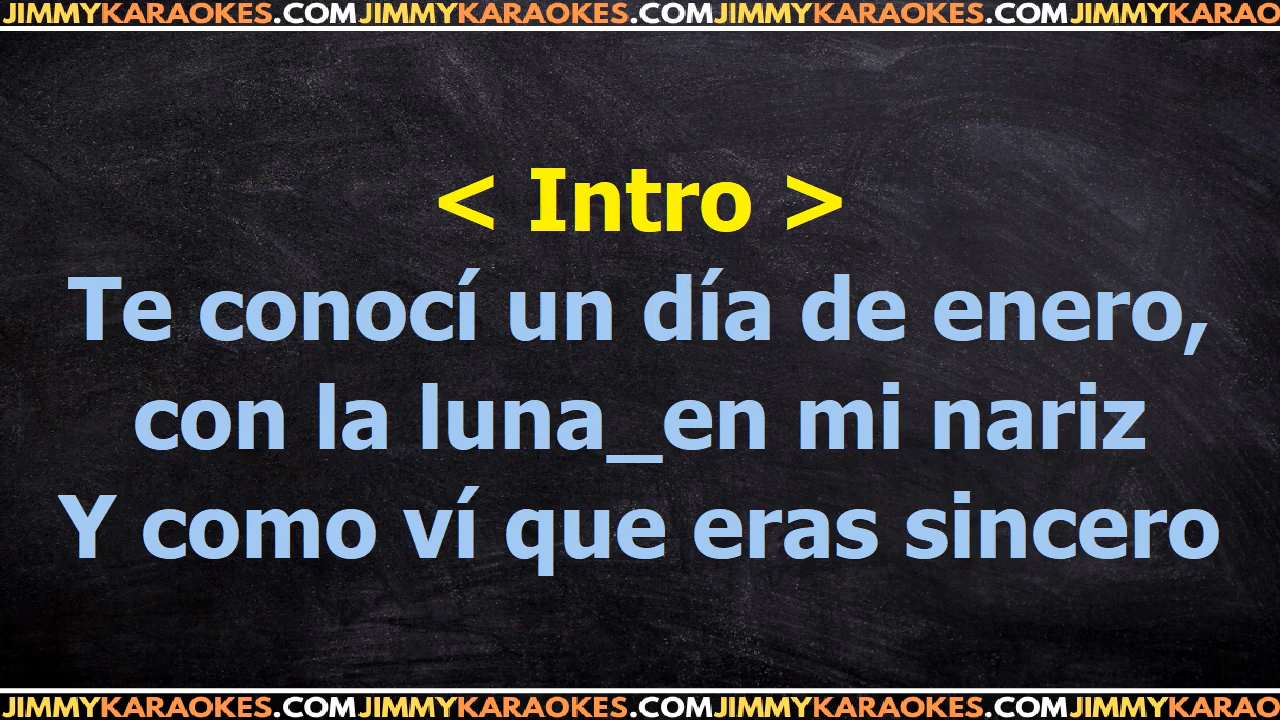 JIMMYKARAOKES.COMJIMMYKARAOKES.COMJIMMYKARAOKES.COMJIMMYKARAO
< Intro >
Te conocí un día de enero,
con la luna_en mi nariz
Y como ví que eras sincero
JIMMYKARAOKES.COMJIMMYKARAOKES.COMJIMMYKARAOKES.COMJIMMYKARAO